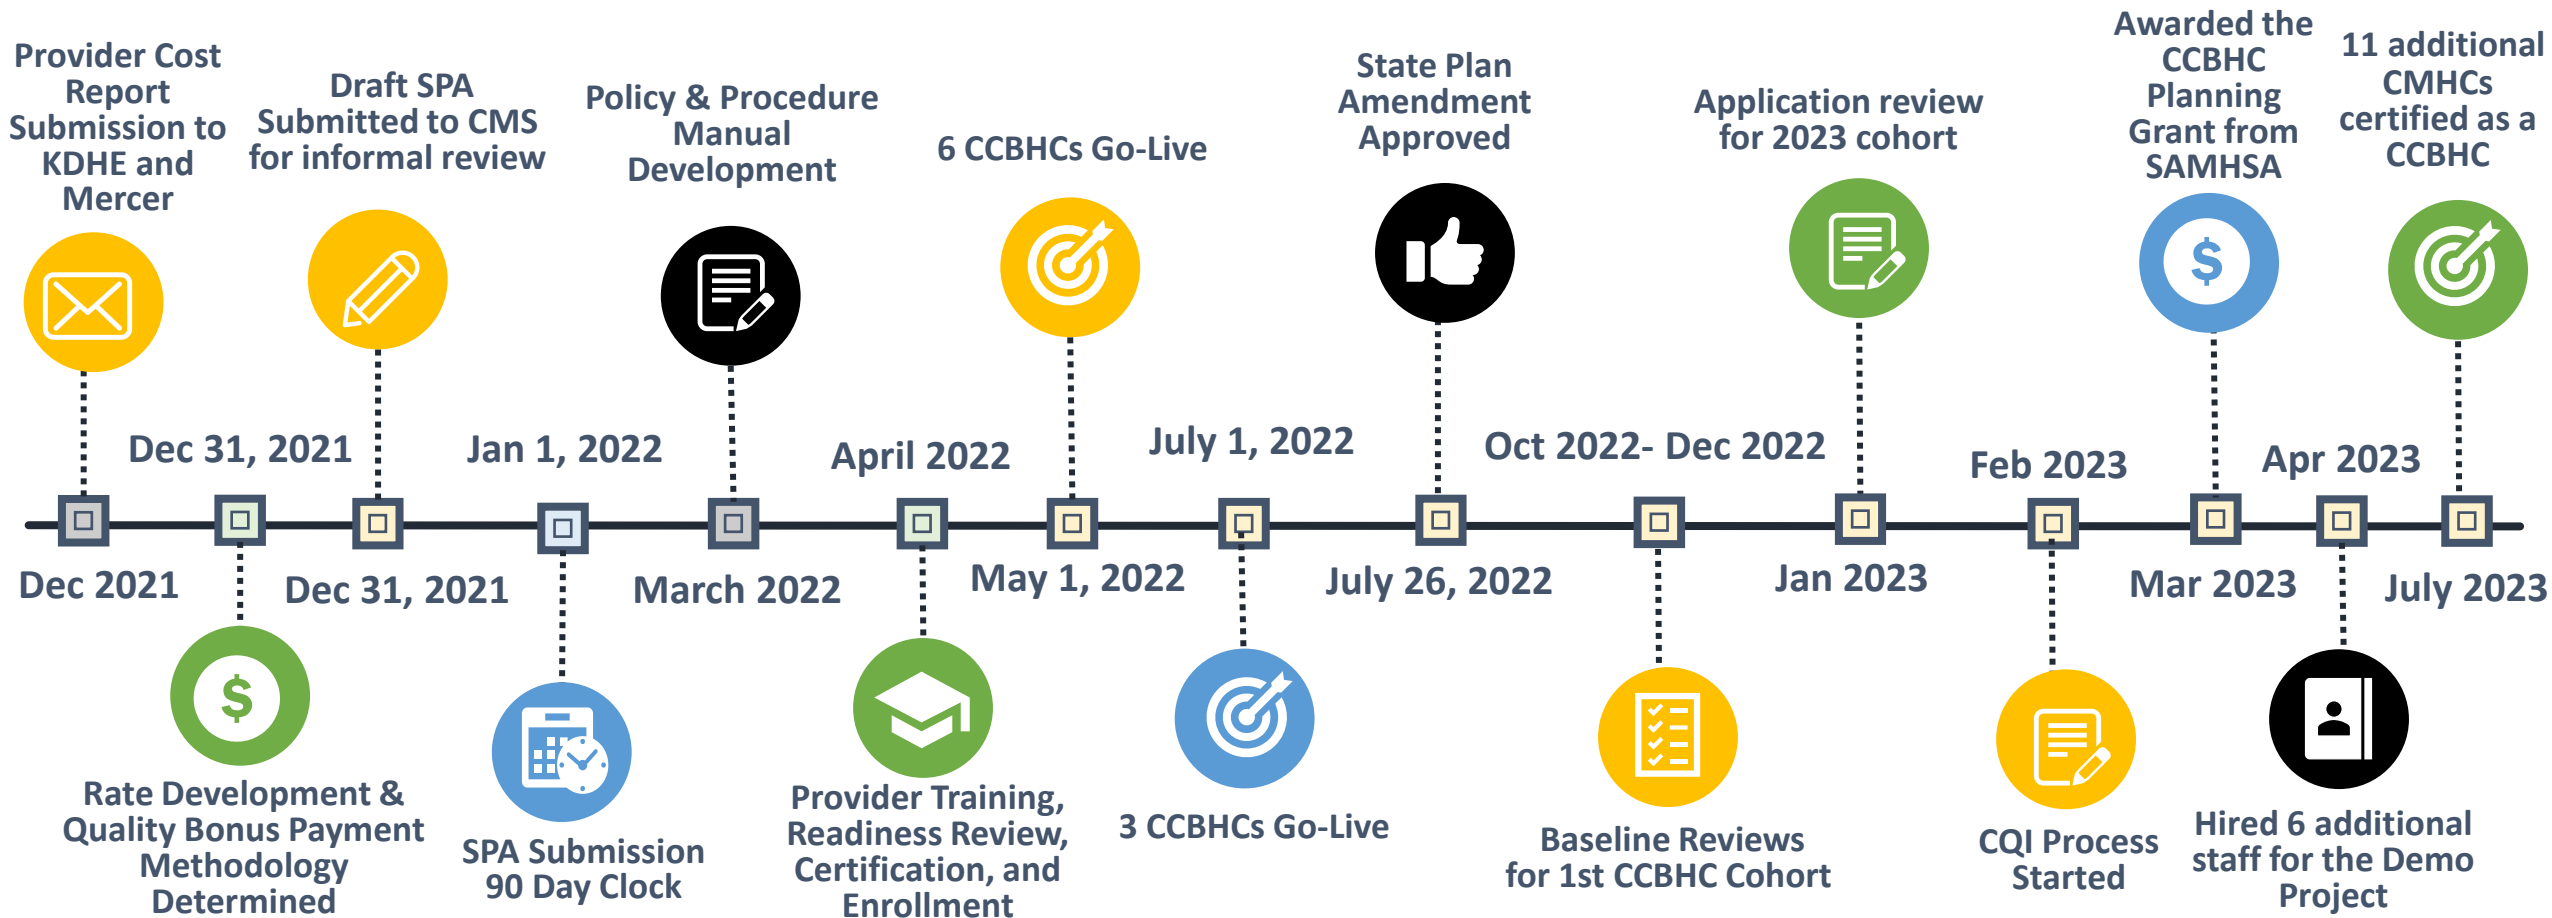 Provider Cost
Report
Submission to
KDHE and
Mercer
Draft SPA
Submitted to CMS
for informal review
Policy & Procedure
Manual
Development
6 CCBHCs Go-Live
State Plan
Amendment
Approved
Application review
for 2023 cohort
Awarded the
CCBHC
Planning
Grant from
SAMHSA
11 additional
CMHCs
certified as a
CCBHC
$
Dec 31, 2021
Jan 1, 2022
April 2022
July 1, 2022
Oct 2022- Dec 2022
Feb 2023
Apr 2023
Dec 2021
Dec 31, 2021
March 2022
May 1, 2022
July 26, 2022
Jan 2023
Mar 2023
July 2023
$
Rate Development &
Quality Bonus Payment
Methodology
Determined
SPA Submission
90 Day Clock
Provider Training,
Readiness Review,
Certification, and
Enrollment
3 CCBHCs Go-Live
Baseline Reviews
for 1st CCBHC Cohort
CQI Process
Started
Hired 6 additional
staff for the Demo
Project